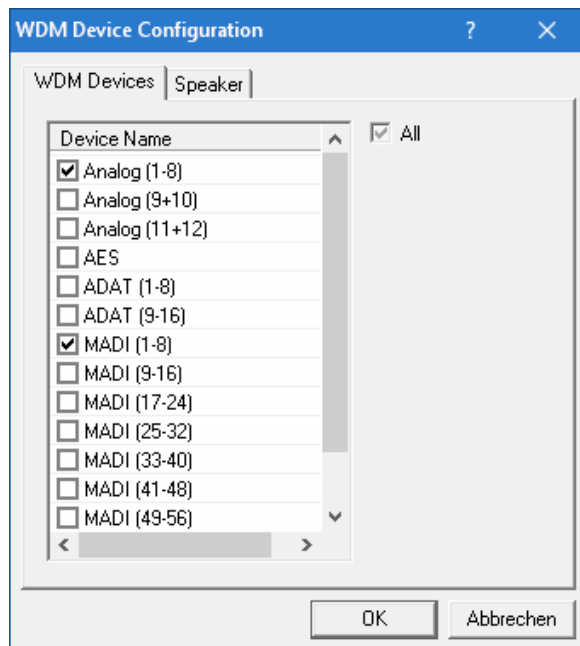 WDM Device Configuration ?
WDM Devices Speaker
Device Name
All
Analog (1-8)
Analog (9+10)
Analog (11+12)
AES
ADAT (1-8)
ADAT (9-16)
MADI (1-8)
MADI (9-16)
MADI (17-24)
MADI (25-32)
MADI (33-40)
MADI (41-48)
MADI (49-56)
OK Abbrechen